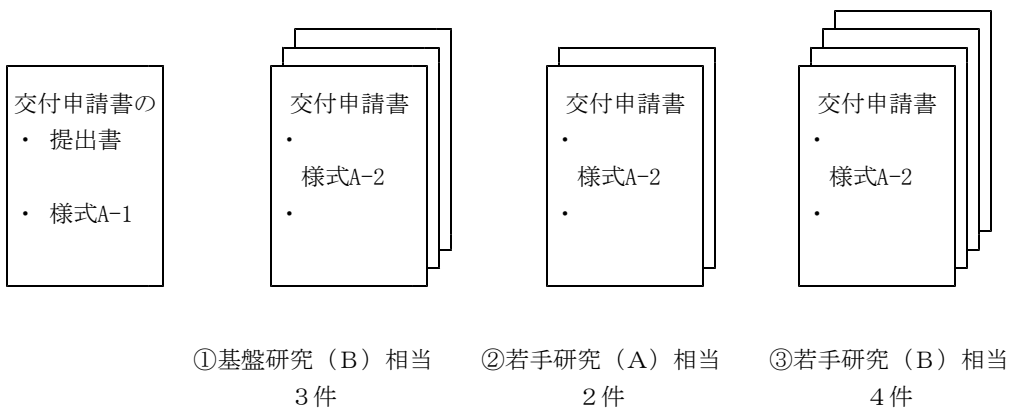 交付申請書の
・ 提出書
・ 様式A-1
交付申請書
・
様式A-2
・
交付申請書
・
様式A-2
・
交付申請書
・
様式A-2
・
①基盤研究（Ｂ）相当
３件
②若手研究（Ａ）相当
２件
③若手研究（Ｂ）相当
４件